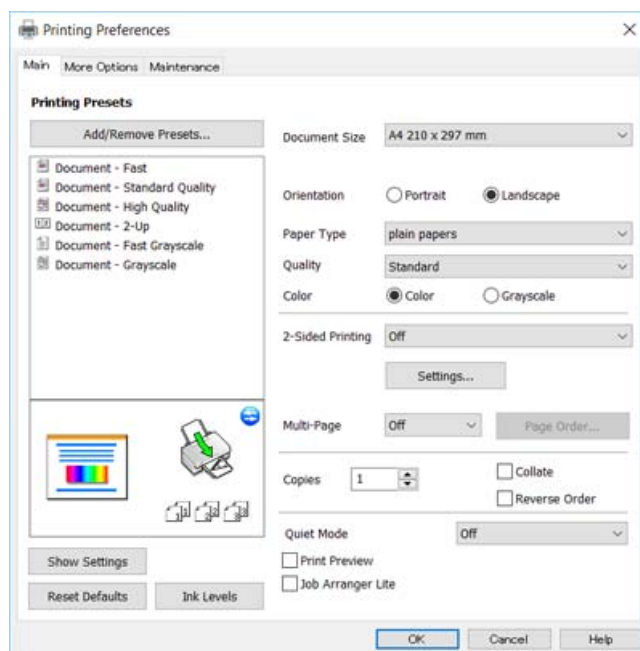 Printing Preferences
Main More Options Maintenance
Printing Presets
Add/Remove Presets...
Document - Fast
Document - Standard Quality
Document - High Quality
Document - 2-Up
Document - Fast Grayscale
Document - Grayscale
Show Settings
Reset Defaults Ink Levels
Document Size A4 210 x 297 mm
Orientation Portrait Landscape
Paper Type plain papers
Quality Standard
Color Color Grayscale
2-Sided Printing Off
Settings...
Multi-Page Off Page Order...
Copies 1 Collate
Reverse Order
Quiet Mode Off
Print Preview
Job Arranger Lite
OK Cancel Help